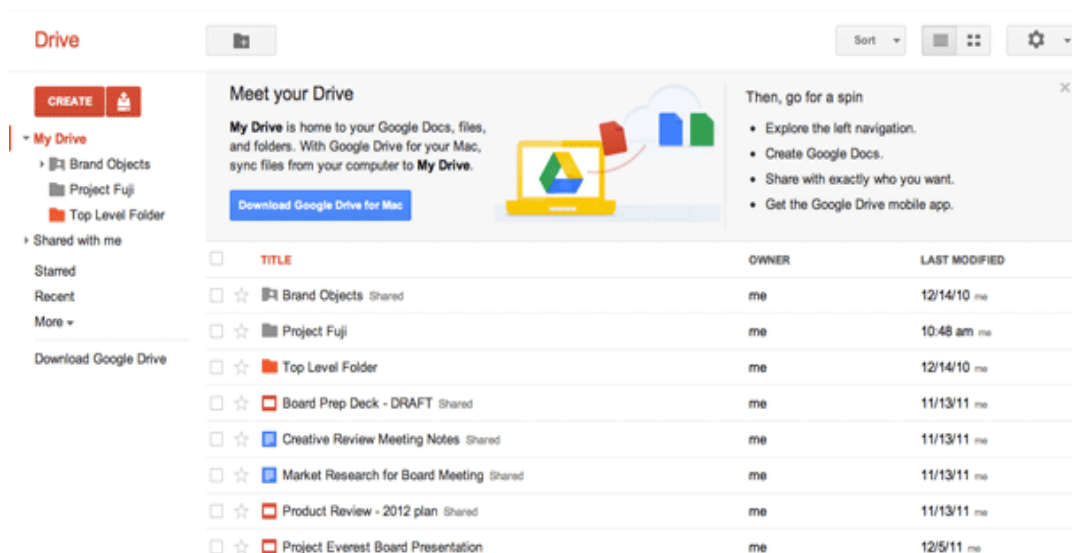 Drive
Sort
CREATE
My Drive
Brand Objects
Project Fuji
Top Level Folder
Shared with me
Starred
Recent
More
Download Google Drive
Meet your Drive
My Drive is home to your Google Docs, files,
and folders. With Google Drive for your Mac,
sync files from your computer to My Drive.
Download Google Drive for Mac
Then, go for a spin
Explore the left navigation.
Create Google Docs.
Share with exactly who you want.
Get the Google Drive mobile app.
TITLE OWNER LAST MODIFIED
Brand Objects Shared me 12/14/10 me
Project Fuji me 10:48 am me
Top Level Folder me 12/14/10 me
Board Prep Deck - DRAFT Shared me 11/13/11 me
Creative Review Meeting Notes Shared me 11/13/11 me
Market Research for Board Meeting Shared me 11/13/11 me
Product Review - 2012 plan Shared me 11/13/11 me
Project Everest Board Presentation me 12/5/11 me